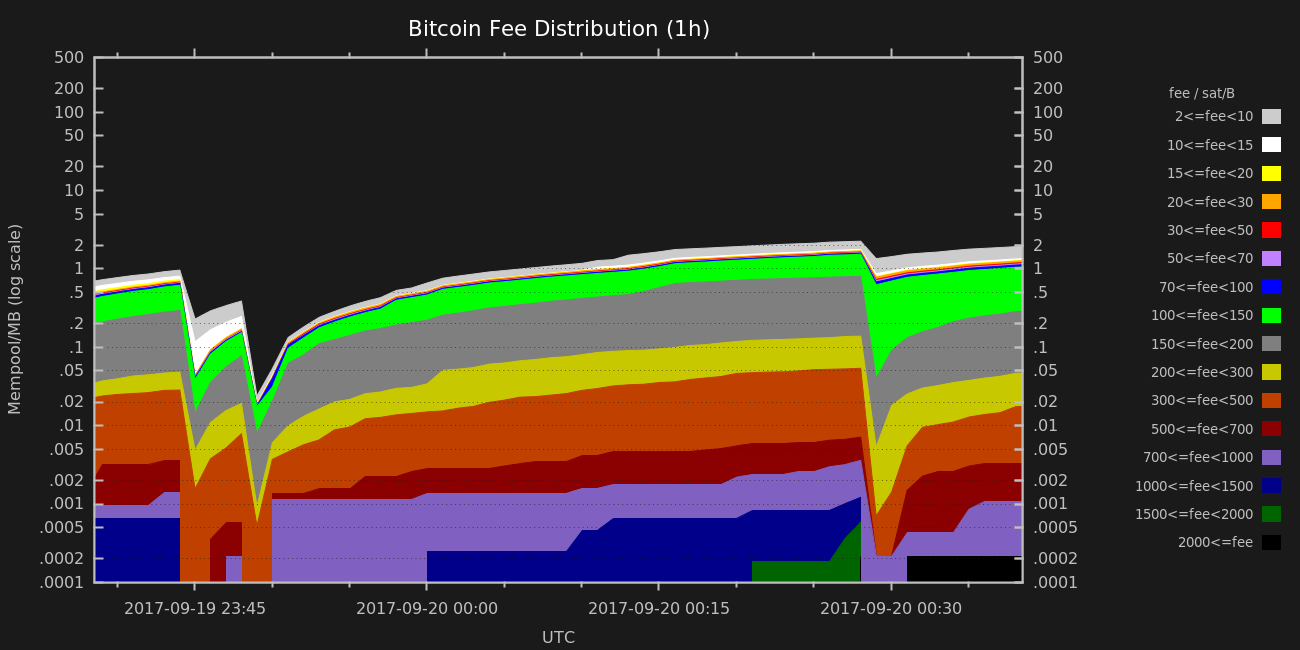 Bitcoin Fee Distribution (1h)
Mempool/MB (log scale)
500
200
100
50
20
10
5
2
1
.5
.2
.1
.05
.02
.01
.005
.002
.001
.0005
.0002
.0001
500
200
100
50
20
10
5
2
1
.5
.2
.1
.05
.02
.01
.005
.002
.001
.0005
.0002
.0001
2017-09-19 23:45
2017-09-20 00:00
2017-09-20 00:15
2017-09-20 00:30
UTC
fee / sat/B
2<=fee<10
10<=fee<15
15<=fee<20
20<=fee<30
30<=fee<50
50<=fee<70
70<=fee<100
100<=fee<150
150<=fee<200
200<=fee<300
300<=fee<500
500<=fee<700
700<=fee<1000
1000<=fee<1500
1500<=fee<2000
2000<=fee